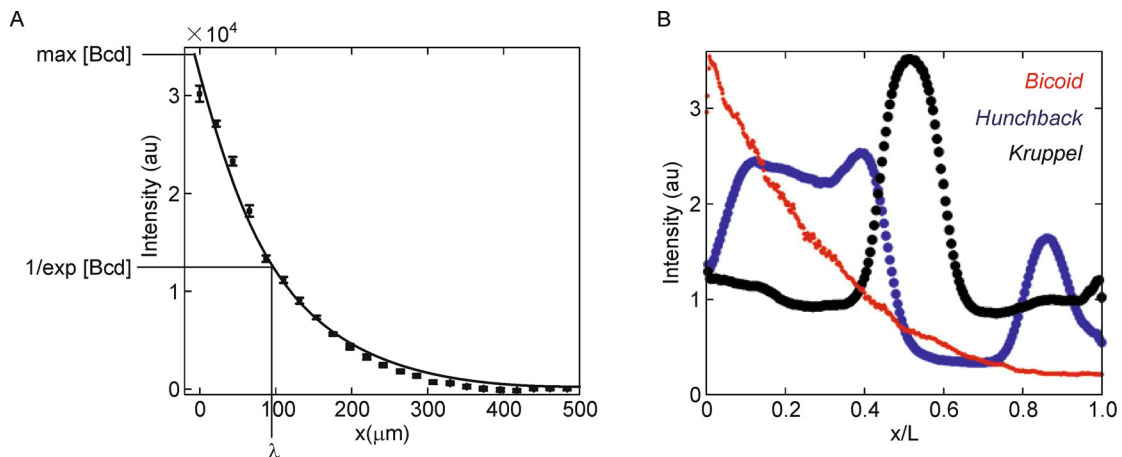 A
×10⁴
max [Bcd]
3
2
1/exp [Bcd]
1
0
Intensity (au)
0 100 200 300 400 500
x(μm)
λ
B
Bicoid
Hunchback
Kruppel
3
2
1
0
Intensity (au)
0 0.2 0.4 0.6 0.8 1.0
x/L